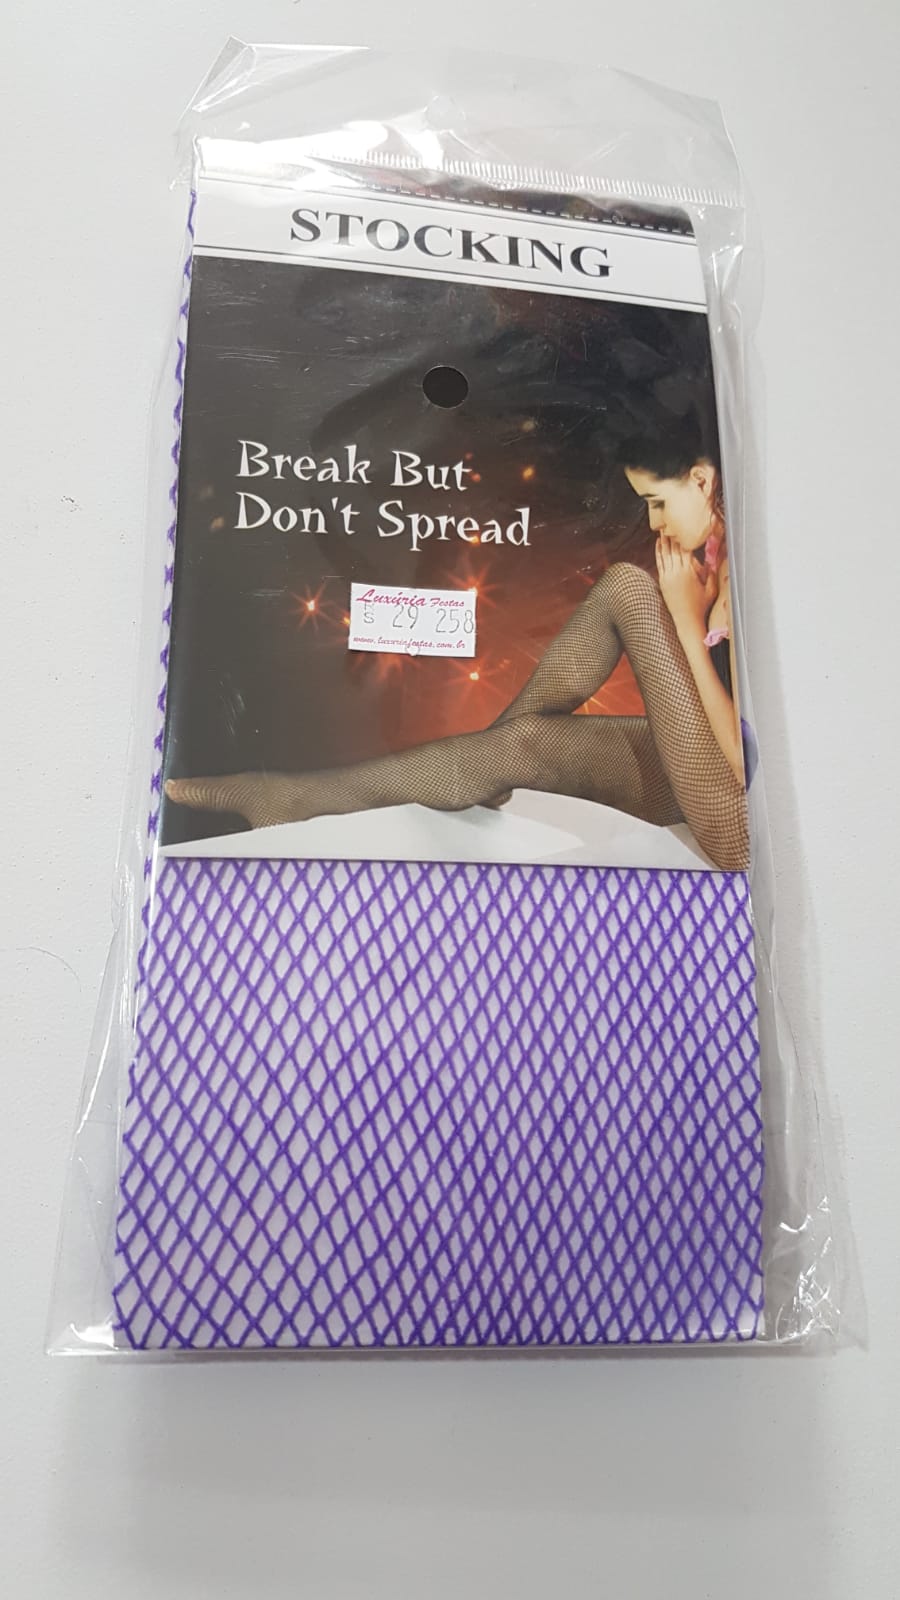 STOCKING
Break But
Don't Spread
Luxúria Festas
R$ 29 258
www.luxuriafestas.com.br